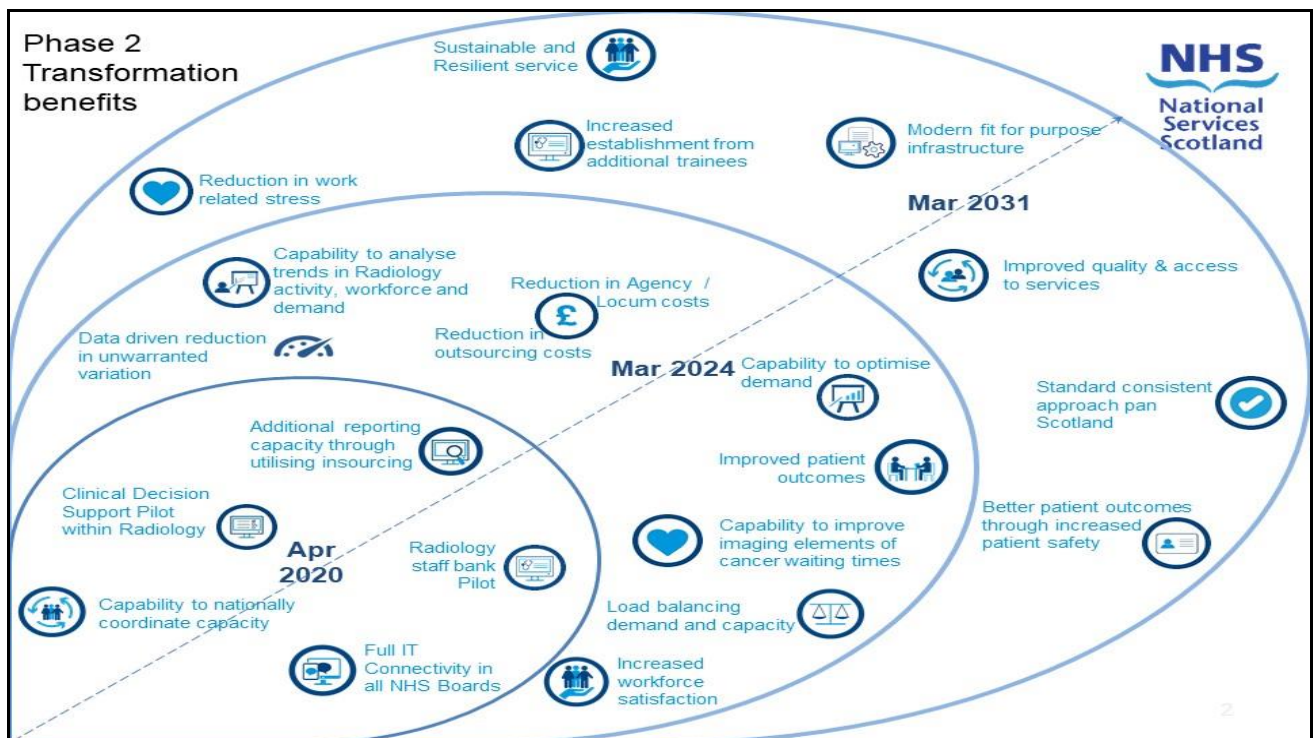 Phase 2
Transformation
benefits
Sustainable and
Resilient service
NHS
National
Services
Scotland
Increased
establishment from
additional trainees
Modern fit for purpose
infrastructure
Reduction in work
related stress
Mar 2031
Capability to analyse
trends in Radiology
activity, workforce and
demand
Reduction in Agency /
Locum costs
£
Improved quality & access
to services
Data driven reduction
in unwarranted
variation
Reduction in
outsourcing costs
Mar 2024
Capability to optimise
demand
Standard consistent
approach pan
Scotland
Additional reporting
capacity through
utilising insourcing
Improved patient
outcomes
Clinical Decision
Support Pilot
within Radiology
Apr
2020
Radiology
staff bank
Pilot
Capability to improve
imaging elements of
cancer waiting times
Better patient outcomes
through increased
patient safety
Capability to nationally
coordinate capacity
Load balancing
demand and capacity
Full IT
Connectivity in
all NHS Boards
Increased
workforce
satisfaction
2